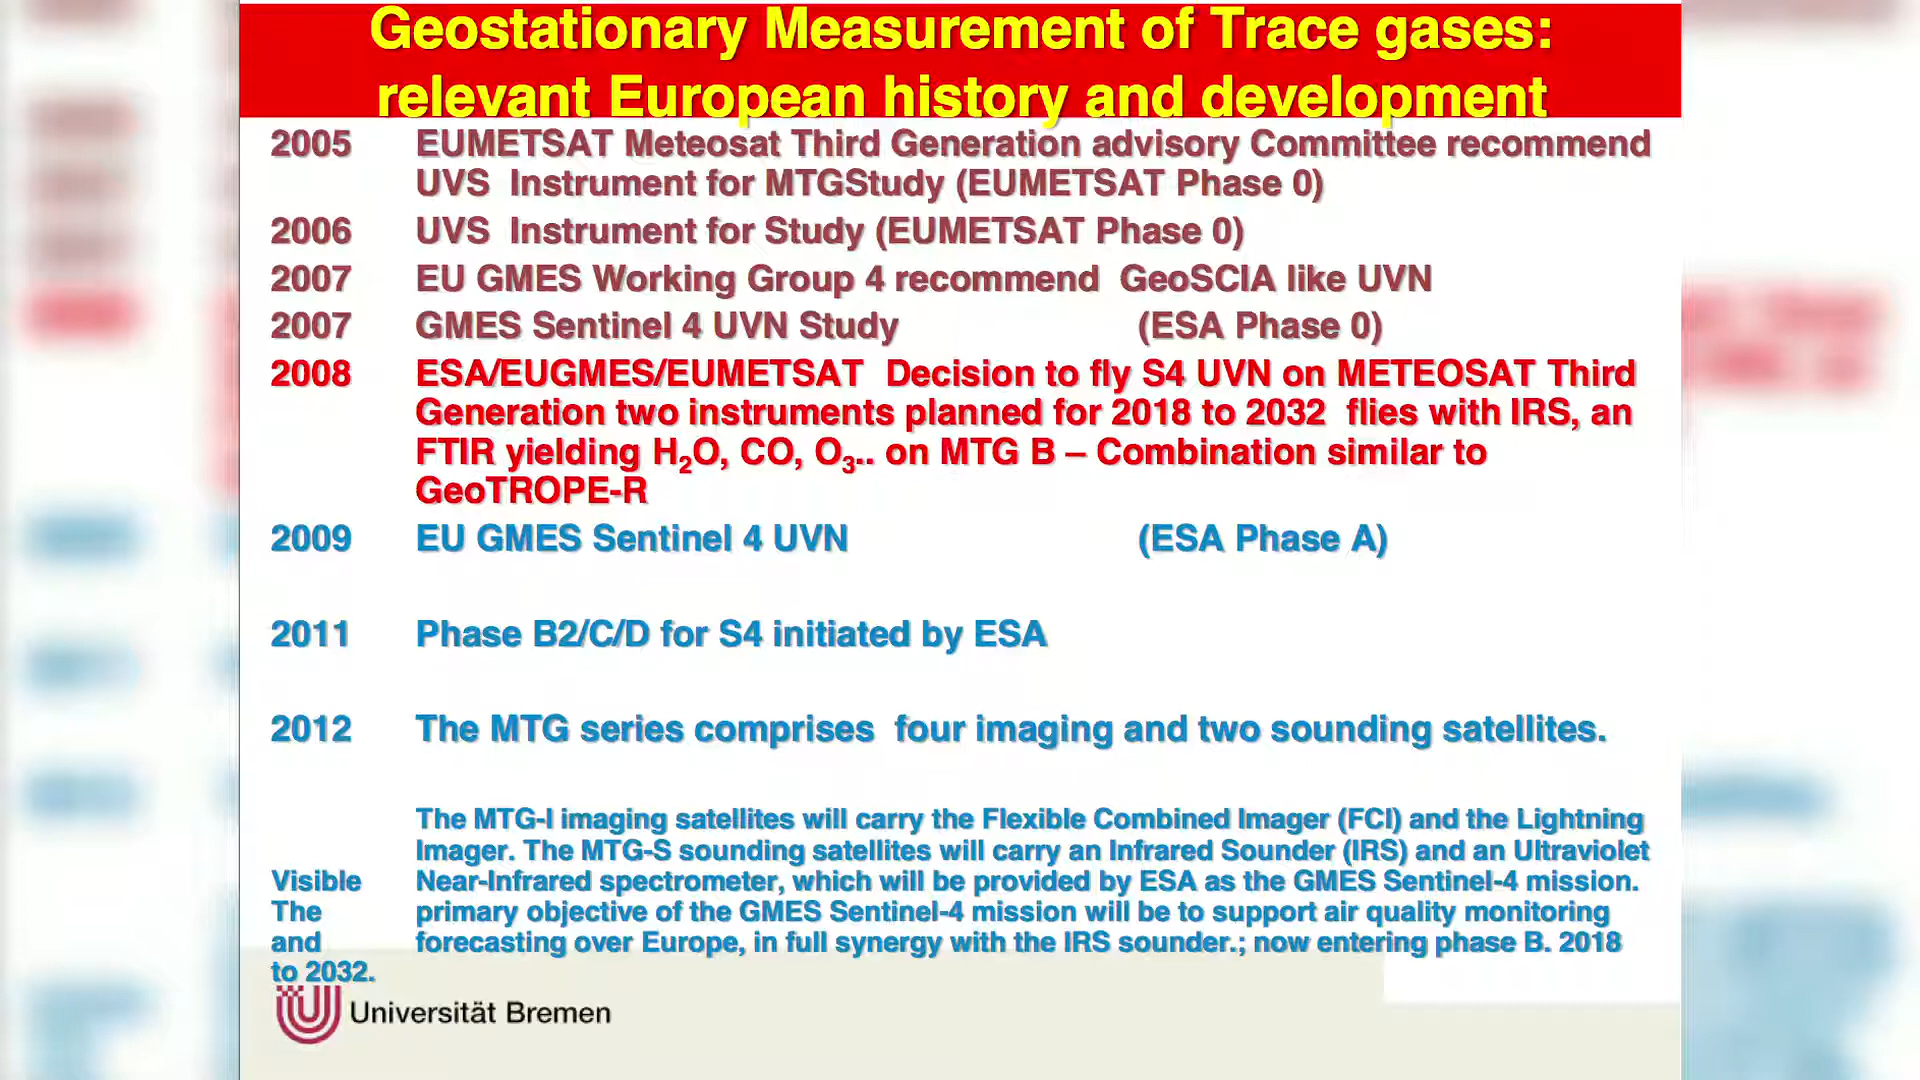 Geostationary Measurement of Trace gases:
relevant European history and development
2005 EUMETSAT Meteosat Third Generation advisory Committee recommend
UVS Instrument for MTGStudy (EUMETSAT Phase 0)
2006 UVS Instrument for Study (EUMETSAT Phase 0)
2007 EU GMES Working Group 4 recommend GeoSCIA like UVN
2007 GMES Sentinel 4 UVN Study (ESA Phase 0)
2008 ESA/EUGMES/EUMETSAT Decision to fly S4 UVN on METEOSAT Third
Generation two instruments planned for 2018 to 2032 flies with IRS, an
FTIR yielding H₂O, CO, O₃.. on MTG B – Combination similar to
GeoTROPE-R
2009 EU GMES Sentinel 4 UVN (ESA Phase A)
2011 Phase B2/C/D for S4 initiated by ESA
2012 The MTG series comprises four imaging and two sounding satellites.
The MTG-I imaging satellites will carry the Flexible Combined Imager (FCI) and the Lightning
Imager. The MTG-S sounding satellites will carry an Infrared Sounder (IRS) and an Ultraviolet
Visible Near-Infrared spectrometer, which will be provided by ESA as the GMES Sentinel-4 mission.
The primary objective of the GMES Sentinel-4 mission will be to support air quality monitoring
and forecasting over Europe, in full synergy with the IRS sounder.; now entering phase B. 2018
to 2032.
Universität Bremen